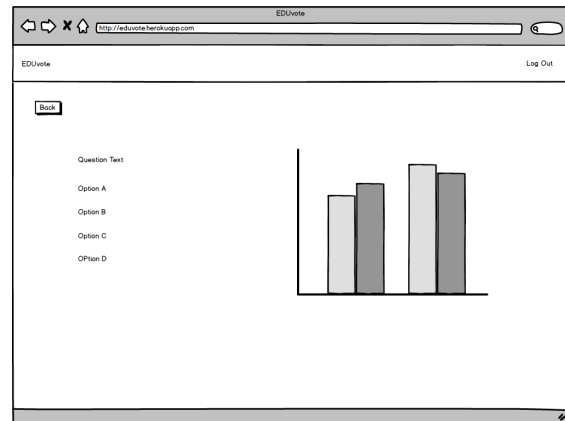 EDUvote
http://eduvote.herokuapp.com
EDUvote
Log Out
Back
Question Text
Option A
Option B
Option C
OPtion D